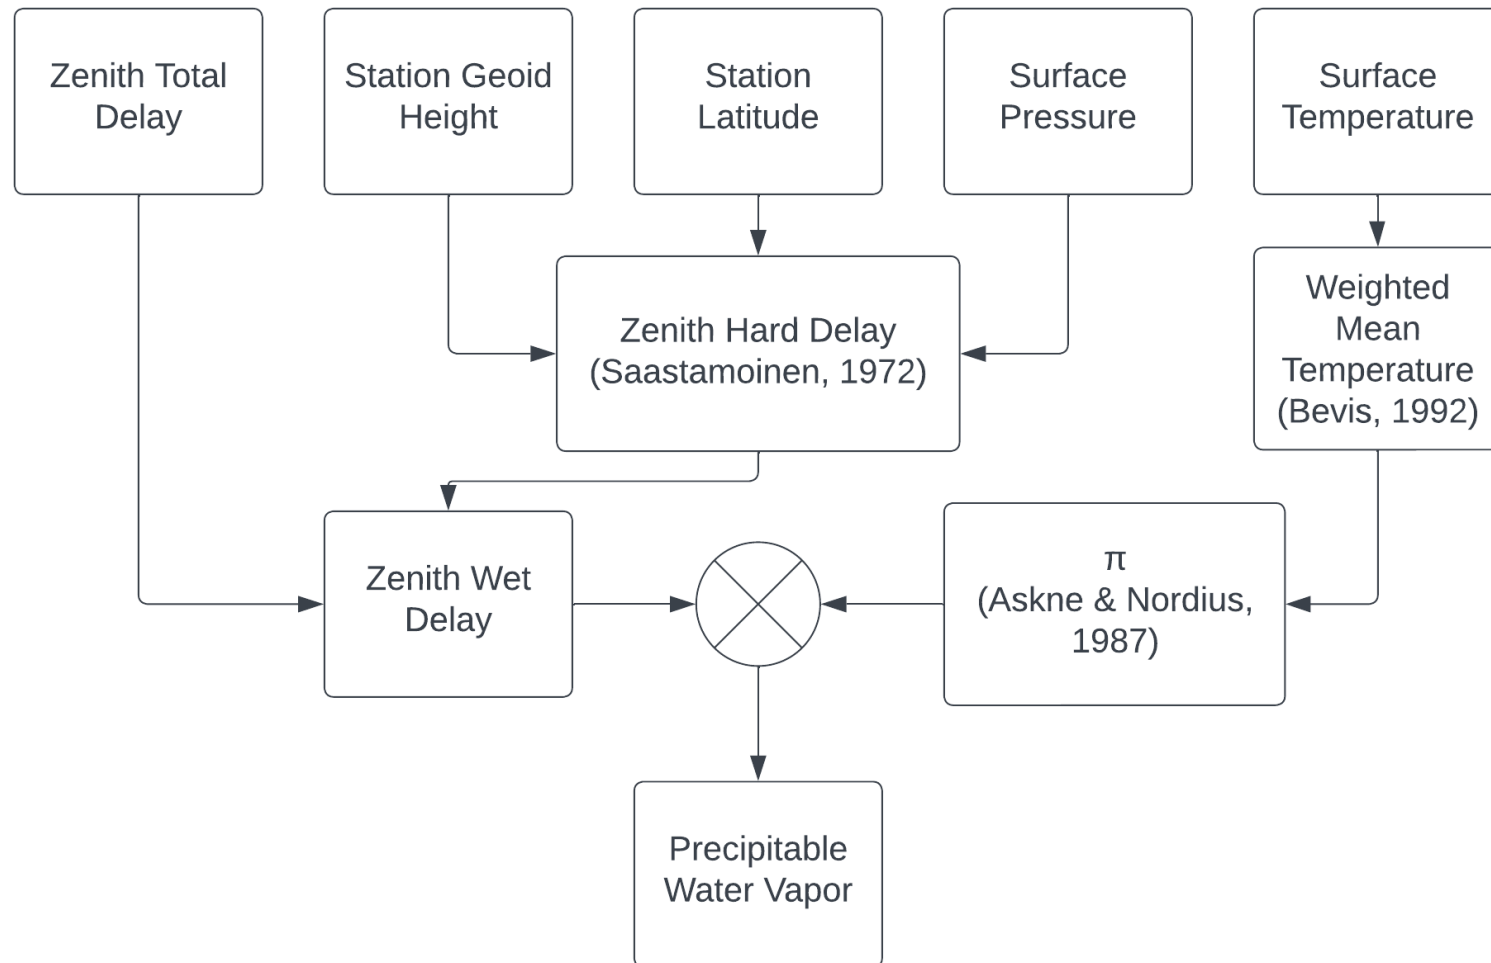 Zenith Total
Delay
Station Geoid
Height
Station
Latitude
Surface
Pressure
Surface
Temperature
Zenith Hard Delay
(Saastamoinen, 1972)
Weighted
Mean
Temperature
(Bevis, 1992)
Zenith Wet
Delay
π
(Askne & Nordius,
1987)
Precipitable
Water Vapor